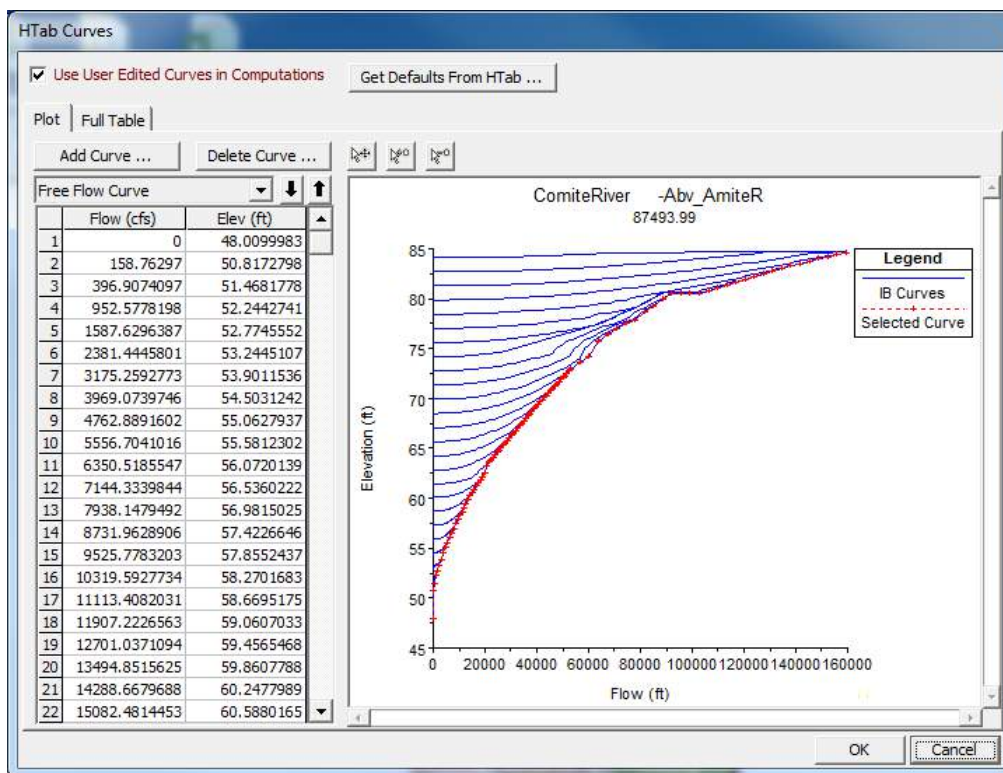 HTab Curves
Use User Edited Curves in Computations
Get Defaults From HTab ...
Plot
Full Table
Add Curve ...
Delete Curve ...
Free Flow Curve
Flow (cfs) Elev (ft)
1 0 48.0099983
2 158.76297 50.8172798
3 396.9074097 51.4681778
4 952.5778198 52.2442741
5 1587.6296387 52.7745552
6 2381.4445801 53.2445107
7 3175.2592773 53.9011536
8 3969.0739746 54.5031242
9 4762.8891602 55.0627937
10 5556.7041016 55.5812302
11 6350.5185547 56.0720139
12 7144.3339844 56.5360222
13 7938.1479492 56.9815025
14 8731.9628906 57.4226646
15 9525.7783203 57.8552437
16 10319.5927734 58.2701683
17 11113.4082031 58.6695175
18 11907.2226563 59.0607033
19 12701.0371094 59.4565468
20 13494.8515625 59.8607788
21 14288.6679688 60.2477989
22 15082.4814453 60.5880165
ComiteRiver -Abv_AmiteR
87493.99
85
80
75
70
65
60
55
50
45
Elevation (ft)
0 20000 40000 60000 80000 100000 120000 140000 160000
Flow (ft)
Legend
IB Curves
Selected Curve
OK
Cancel